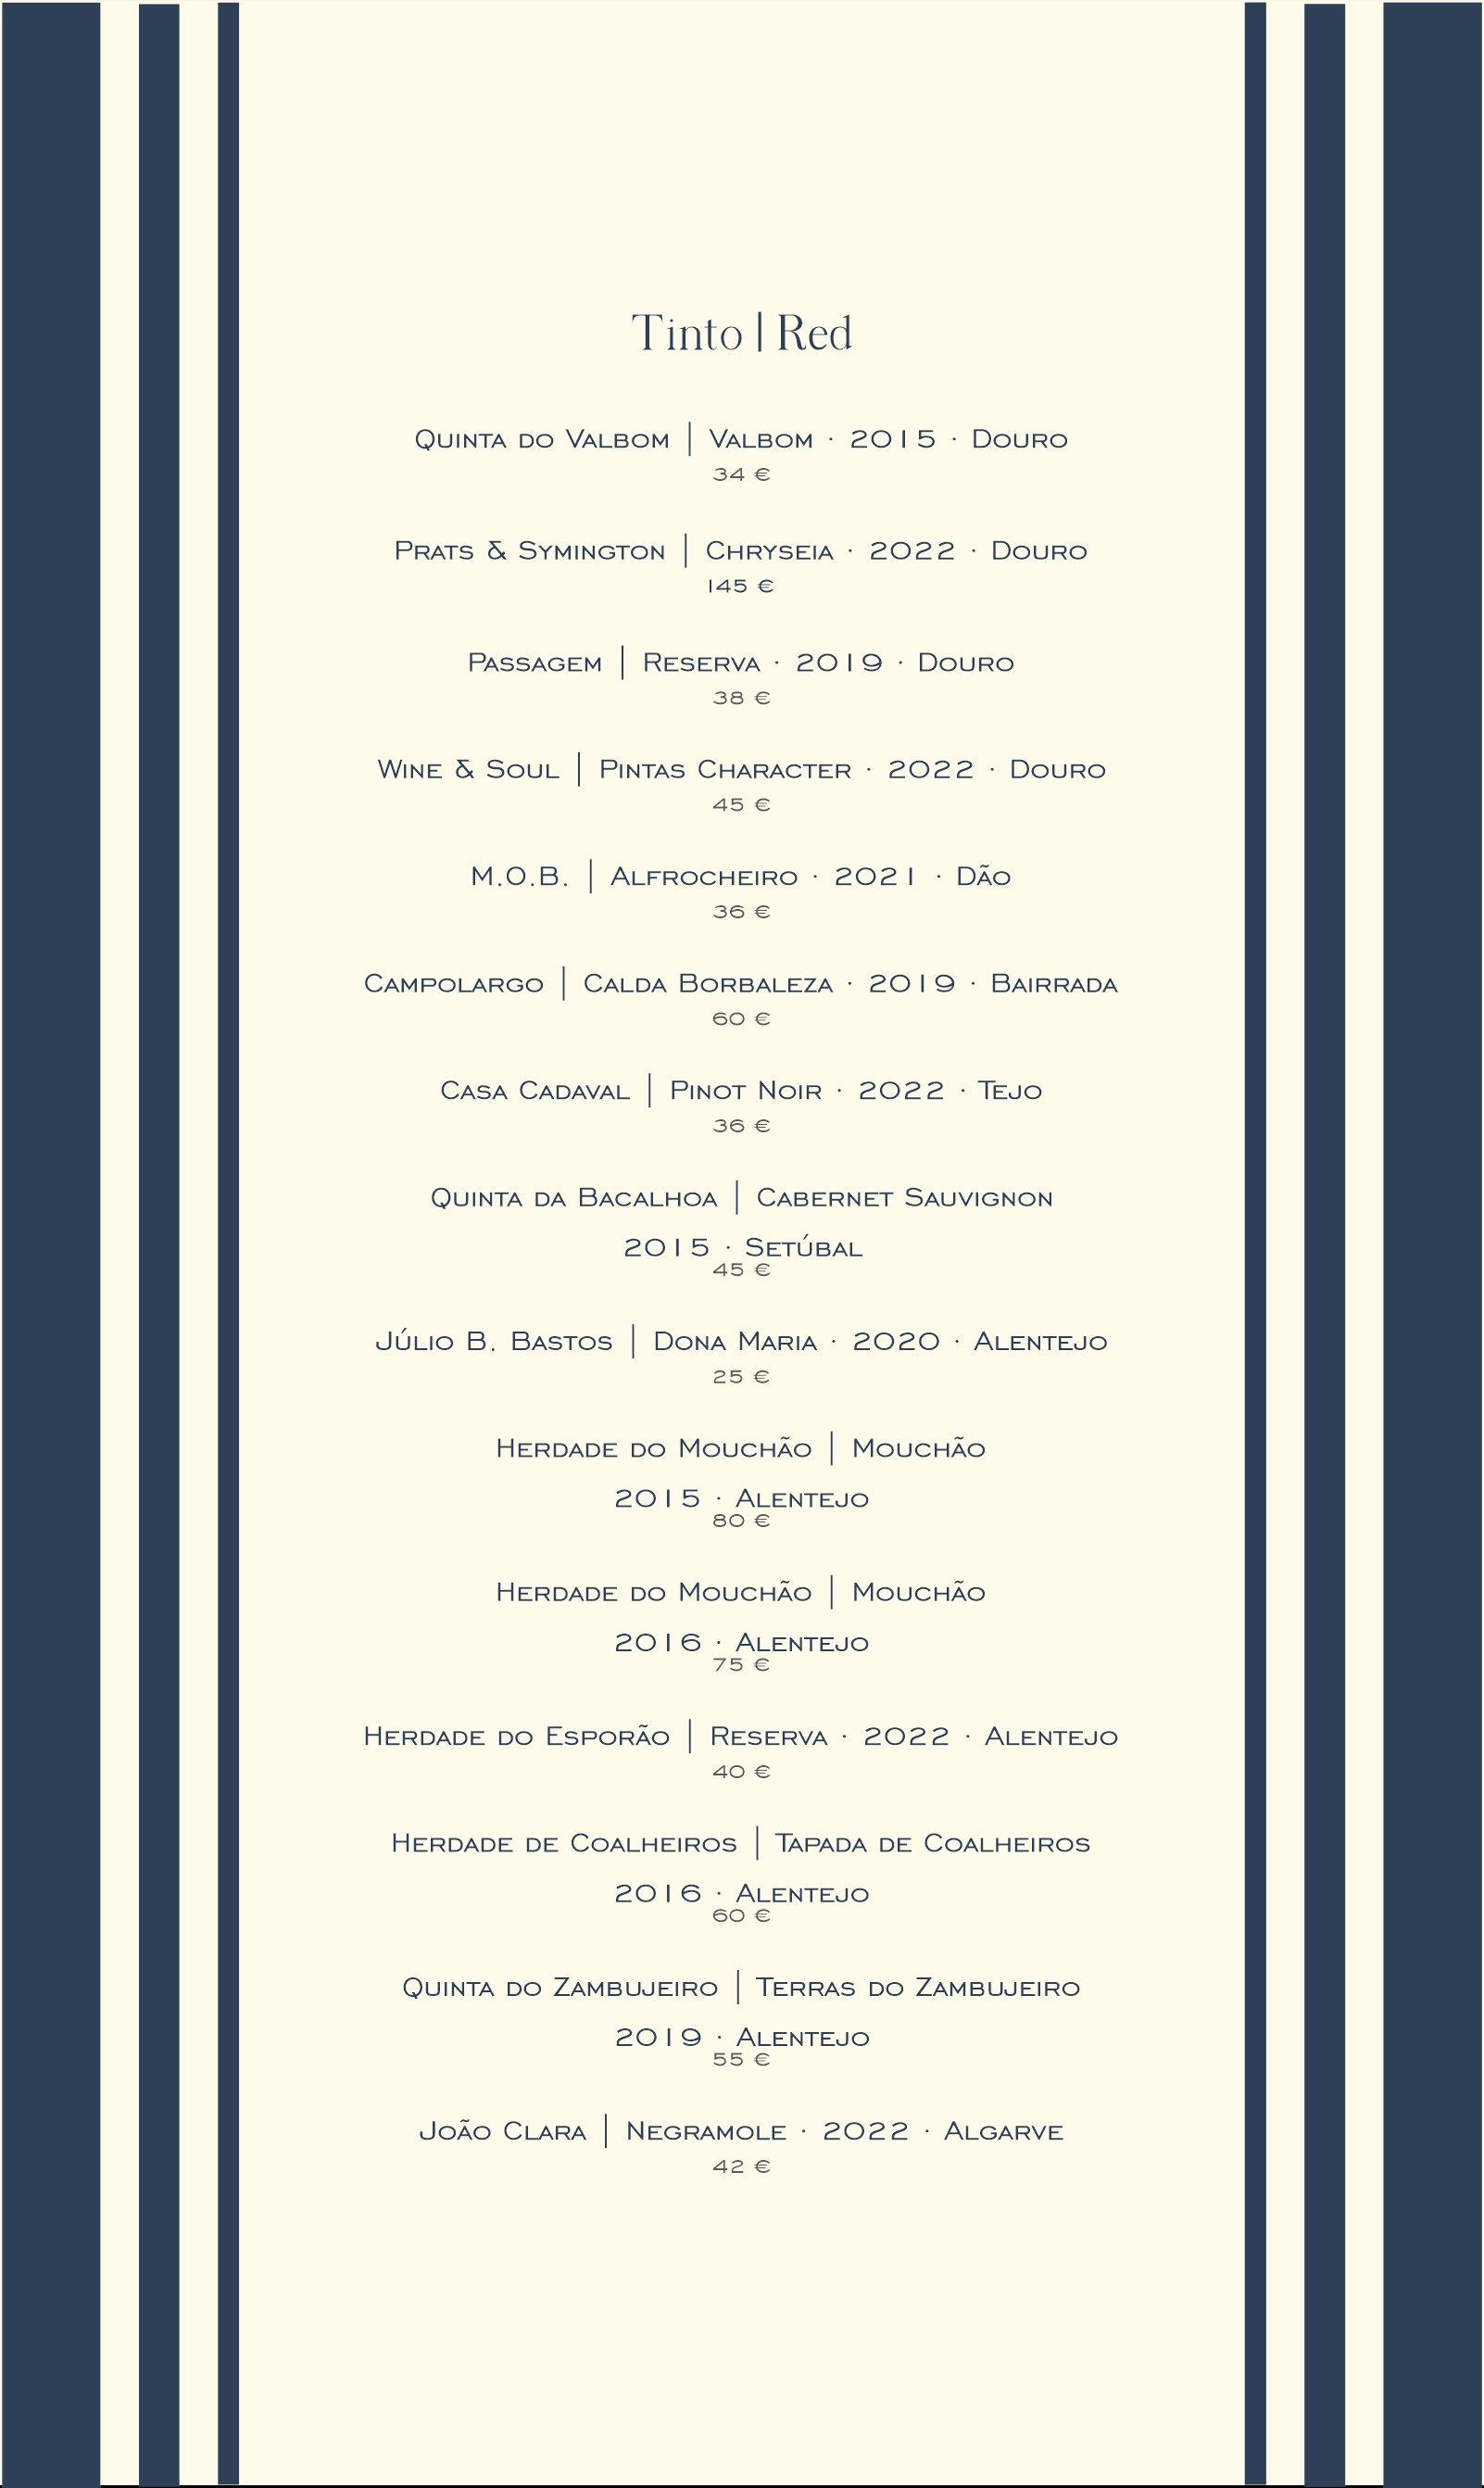 Tinto | Red
Quinta do Valbom | Valbom · 2015 · Douro
34 €
Prats & Symington | Chryseia · 2022 · Douro
145 €
Passagem | Reserva · 2019 · Douro
38 €
Wine & Soul | Pintas Character · 2022 · Douro
45 €
M.O.B. | Alfrocheiro · 2021 · Dão
36 €
Campolargo | Calda Borbaleza · 2019 · Bairrada
60 €
Casa Cadaval | Pinot Noir · 2022 · Tejo
36 €
Quinta da Bacalhoa | Cabernet Sauvignon
2015 · Setúbal
45 €
Júlio B. Bastos | Dona Maria · 2020 · Alentejo
25 €
Herdade do Mouchão | Mouchão
2015 · Alentejo
80 €
Herdade do Mouchão | Mouchão
2016 · Alentejo
75 €
Herdade do Esporão | Reserva · 2022 · Alentejo
40 €
Herdade de Coalheiros | Tapada de Coalheiros
2016 · Alentejo
60 €
Quinta do Zambujeiro | Terras do Zambujeiro
2019 · Alentejo
55 €
João Clara | Negramole · 2022 · Algarve
42 €